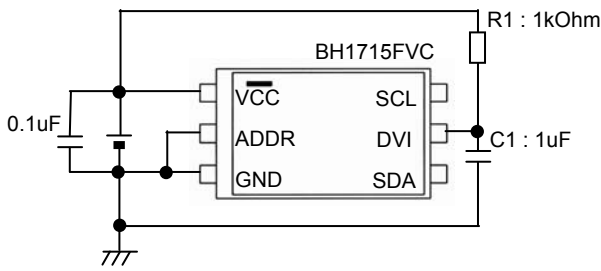 R1 : 1kOhm
BH1715FVC
VCC SCL
0.1uF
ADDR DVI
C1 : 1uF
GND SDA